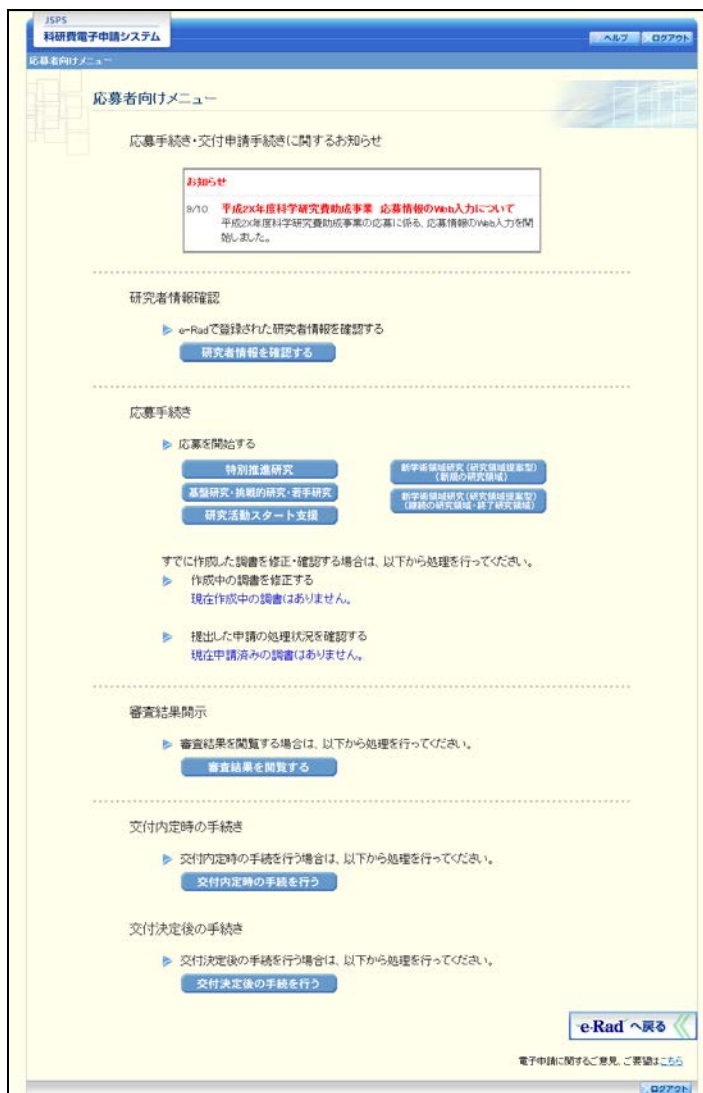 JSPS
科研費電子申請システム
ヘルプ ログアウト
応募者向けメニュー
応募者向けメニュー
応募手続き・交付申請手続きに関するお知らせ
お知らせ
9/10 平成2X年度科学研究費助成事業 応募情報のWeb入力について
平成2X年度科学研究費助成事業の応募に係る、応募情報のWeb入力を開
始しました。
研究者情報確認
e-Radで登録された研究者情報を確認する
研究者情報を確認する
応募手続き
応募を開始する
特別推進研究
新学術領域研究(研究領域提案型)
(新規の研究領域)
基盤研究・挑戦的研究・若手研究
新学術領域研究(研究領域提案型)
(継続の研究領域・終了研究領域)
研究活動スタート支援
すでに作成した調書を修正・確認する場合は、以下から処理を行ってください。
作成中の調書を修正する
現在作成中の調書はありません。
提出した申請の処理状況を確認する
現在申請済みの調書はありません。
審査結果開示
審査結果を閲覧する場合は、以下から処理を行ってください。
審査結果を閲覧する
交付内定時の手続き
交付内定時の手続を行う場合は、以下から処理を行ってください。
交付内定時の手続を行う
交付決定後の手続き
交付決定後の手続を行う場合は、以下から処理を行ってください。
交付決定後の手続を行う
e-Rad へ戻る
電子申請に関するご意見、ご要望はこちら
ログアウト